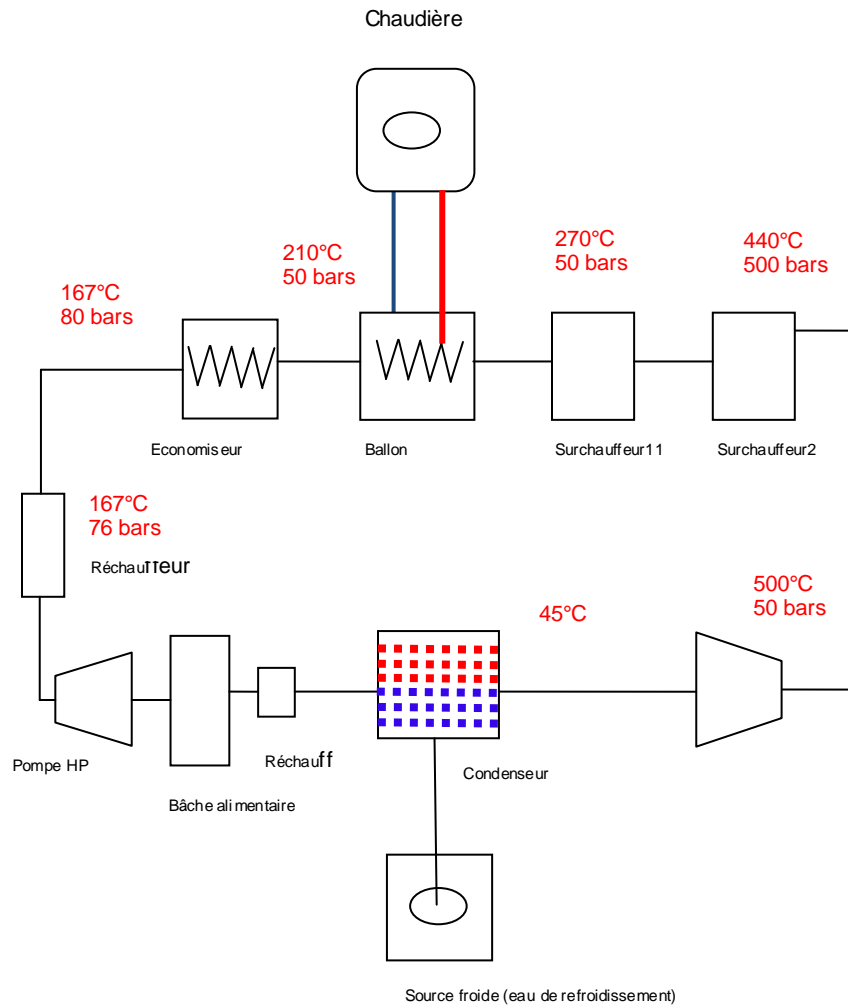 Chaudière
210°C
50 bars
270°C
50 bars
440°C
500 bars
167°C
80 bars
Economiseur
Ballon
Surchauffeur11
Surchauffeur2
167°C
76 bars
Réchauffeur
45°C
500°C
50 bars
Pompe HP
Réchauff
Condenseur
Bâche alimentaire
Source froide (eau de refroidissement)